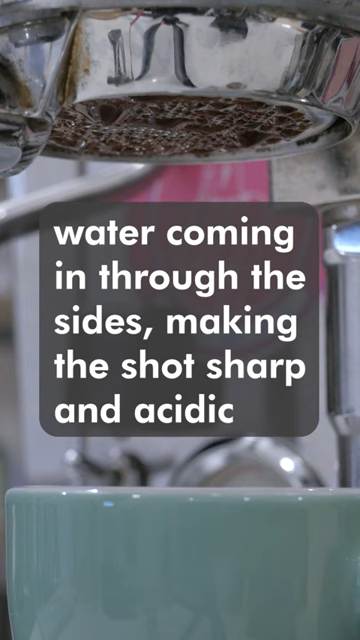 water coming
in through the
sides, making
the shot sharp
and acidic